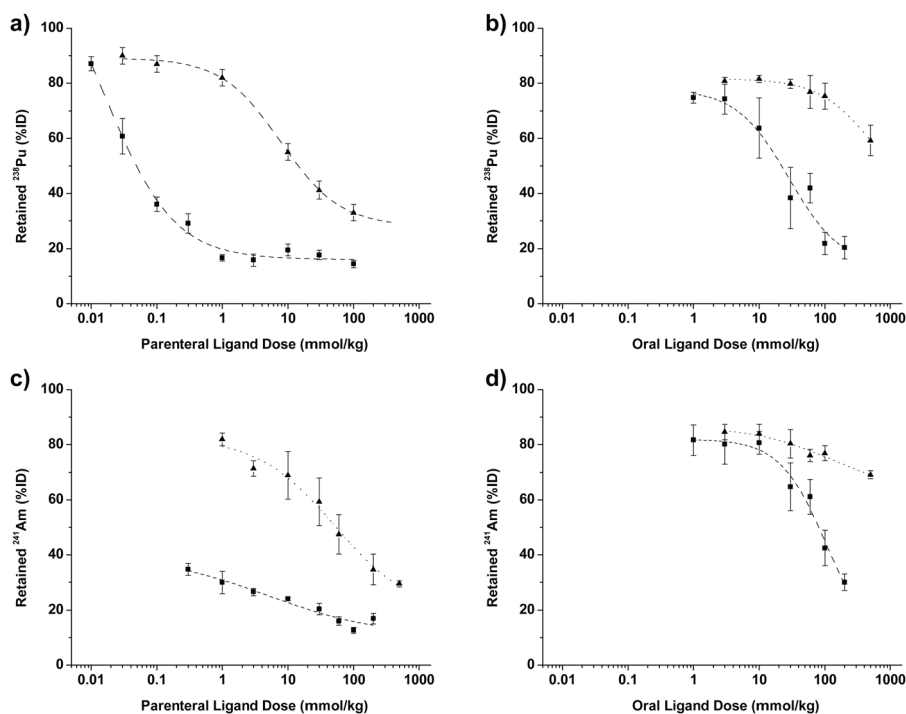 a)
100
80
60
40
20
0
Retained ²³⁸Pu (%ID)
0.01 0.1 1 10 100 1000
Parenteral Ligand Dose (mmol/kg)
b)
100
80
60
40
20
0
Retained ²³⁸Pu (%ID)
0.01 0.1 1 10 100 1000
Oral Ligand Dose (mmol/kg)
c)
100
80
60
40
20
0
Retained ²⁴¹Am (%ID)
0.01 0.1 1 10 100 1000
Parenteral Ligand Dose (mmol/kg)
d)
100
80
60
40
20
0
Retained ²⁴¹Am (%ID)
0.01 0.1 1 10 100 1000
Oral Ligand Dose (mmol/kg)